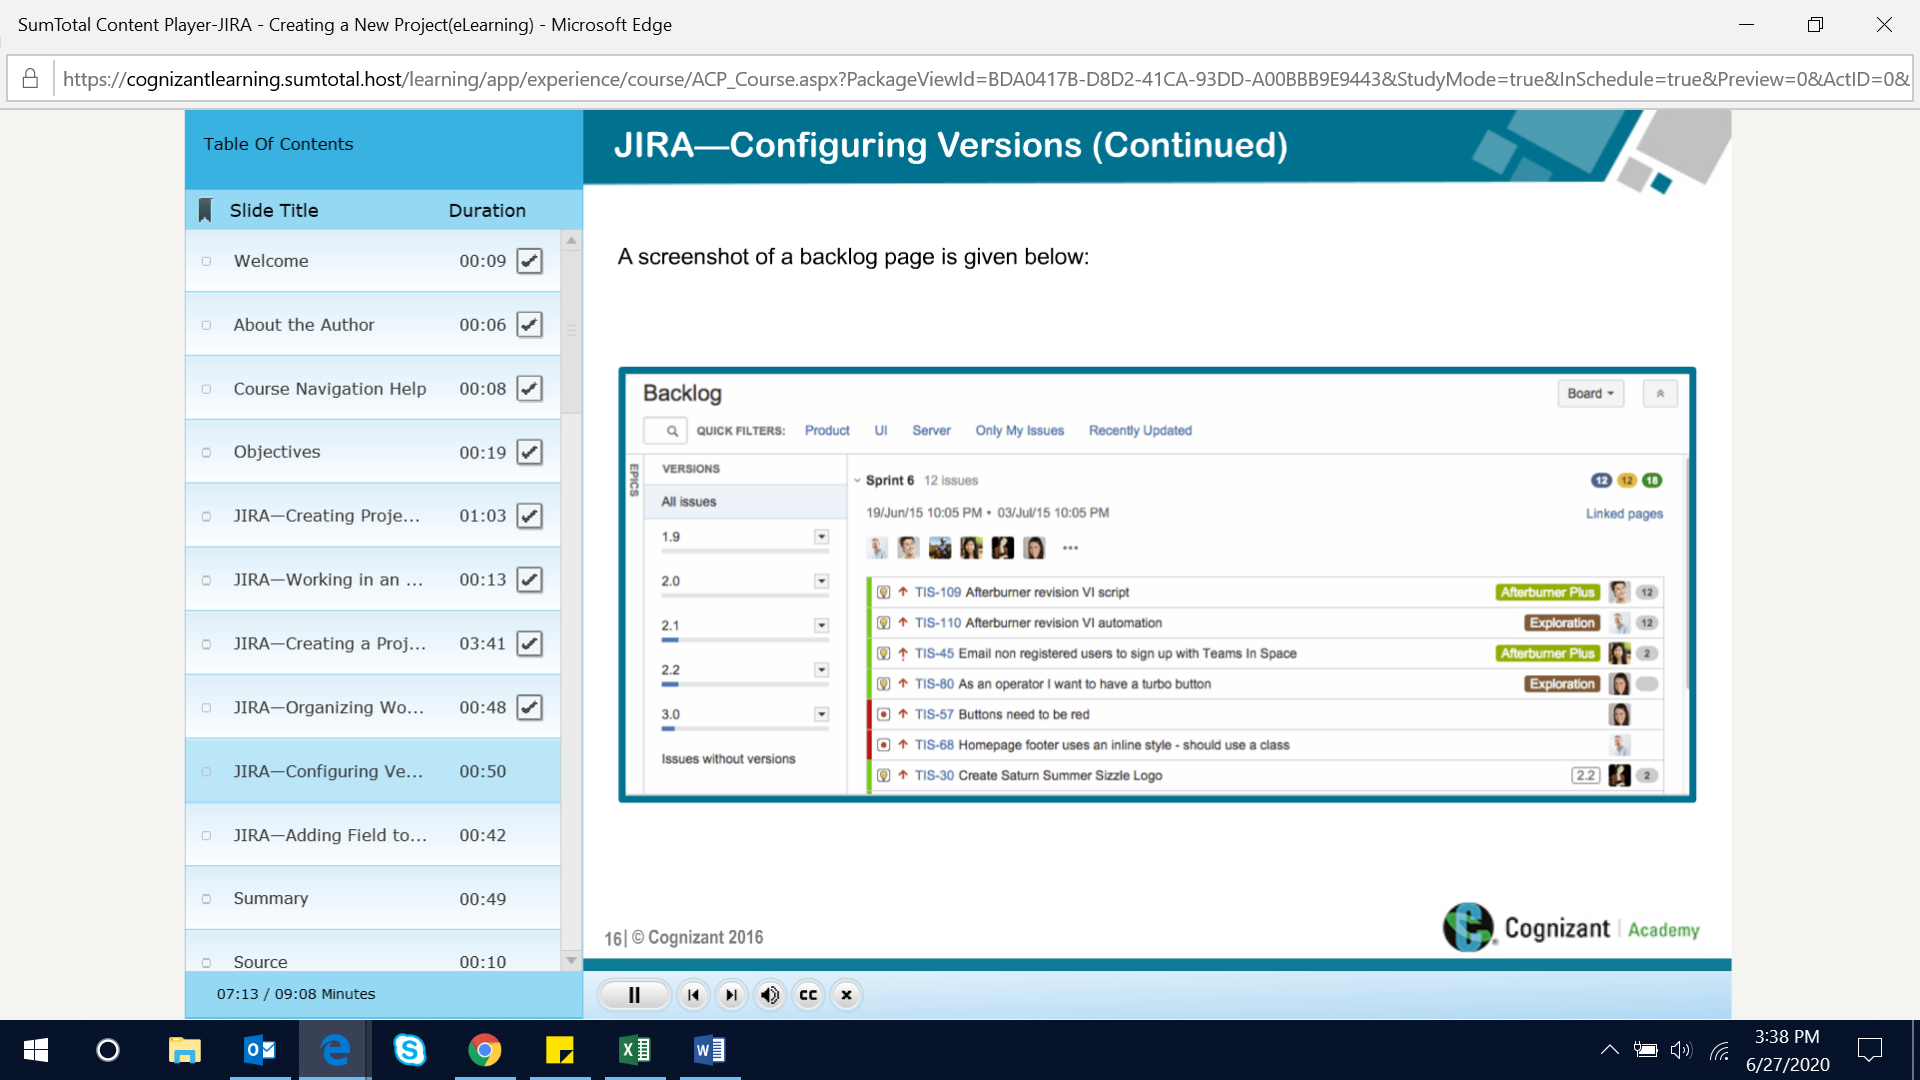 SumTotal Content Player-JIRA - Creating a New Project(eLearning) - Microsoft Edge
https://cognizantlearning.sumtotal.host/learning/app/experience/course/ACP_Course.aspx?PackageViewId=BDA0417B-D8D2-41CA-93DD-A00BBB9E9443&StudyMode=true&InSchedule=true&Preview=0&ActID=0&
Table Of Contents
Slide Title Duration
Welcome 00:09
About the Author 00:06
Course Navigation Help 00:08
Objectives 00:19
JIRA—Creating Proje... 01:03
JIRA—Working in an ... 00:13
JIRA—Creating a Proj... 03:41
JIRA—Organizing Wo... 00:48
JIRA—Configuring Ve... 00:50
JIRA—Adding Field to... 00:42
Summary 00:49
Source 00:10
07:13 / 09:08 Minutes
JIRA—Configuring Versions (Continued)
A screenshot of a backlog page is given below:
Backlog
Board
QUICK FILTERS: Product UI Server Only My Issues Recently Updated
EPICS
VERSIONS
All issues
1.9
2.0
2.1
2.2
3.0
Issues without versions
Sprint 6 12 issues
12 12 18
19/Jun/15 10:05 PM • 03/Jul/15 10:05 PM
Linked pages
•••
TIS-109 Afterburner revision VI script Afterburner Plus 12
TIS-110 Afterburner revision VI automation Exploration 12
TIS-45 Email non registered users to sign up with Teams In Space Afterburner Plus 2
TIS-80 As an operator I want to have a turbo button Exploration
TIS-57 Buttons need to be red
TIS-68 Homepage footer uses an inline style - should use a class
TIS-30 Create Saturn Summer Sizzle Logo 2.2 2
16| © Cognizant 2016
Cognizant | Academy
CC
3:38 PM
6/27/2020